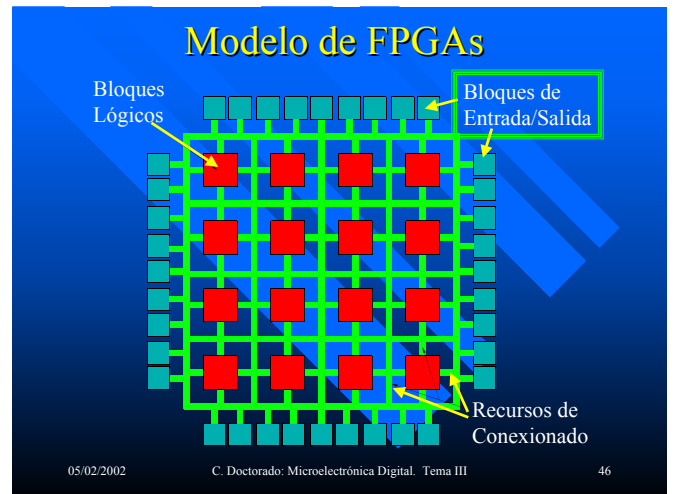 Modelo de FPGAs
Bloques
Lógicos
Bloques de
Entrada/Salida
Recursos de
Conexionado
05/02/2002
C. Doctorado: Microelectrónica Digital. Tema III
46